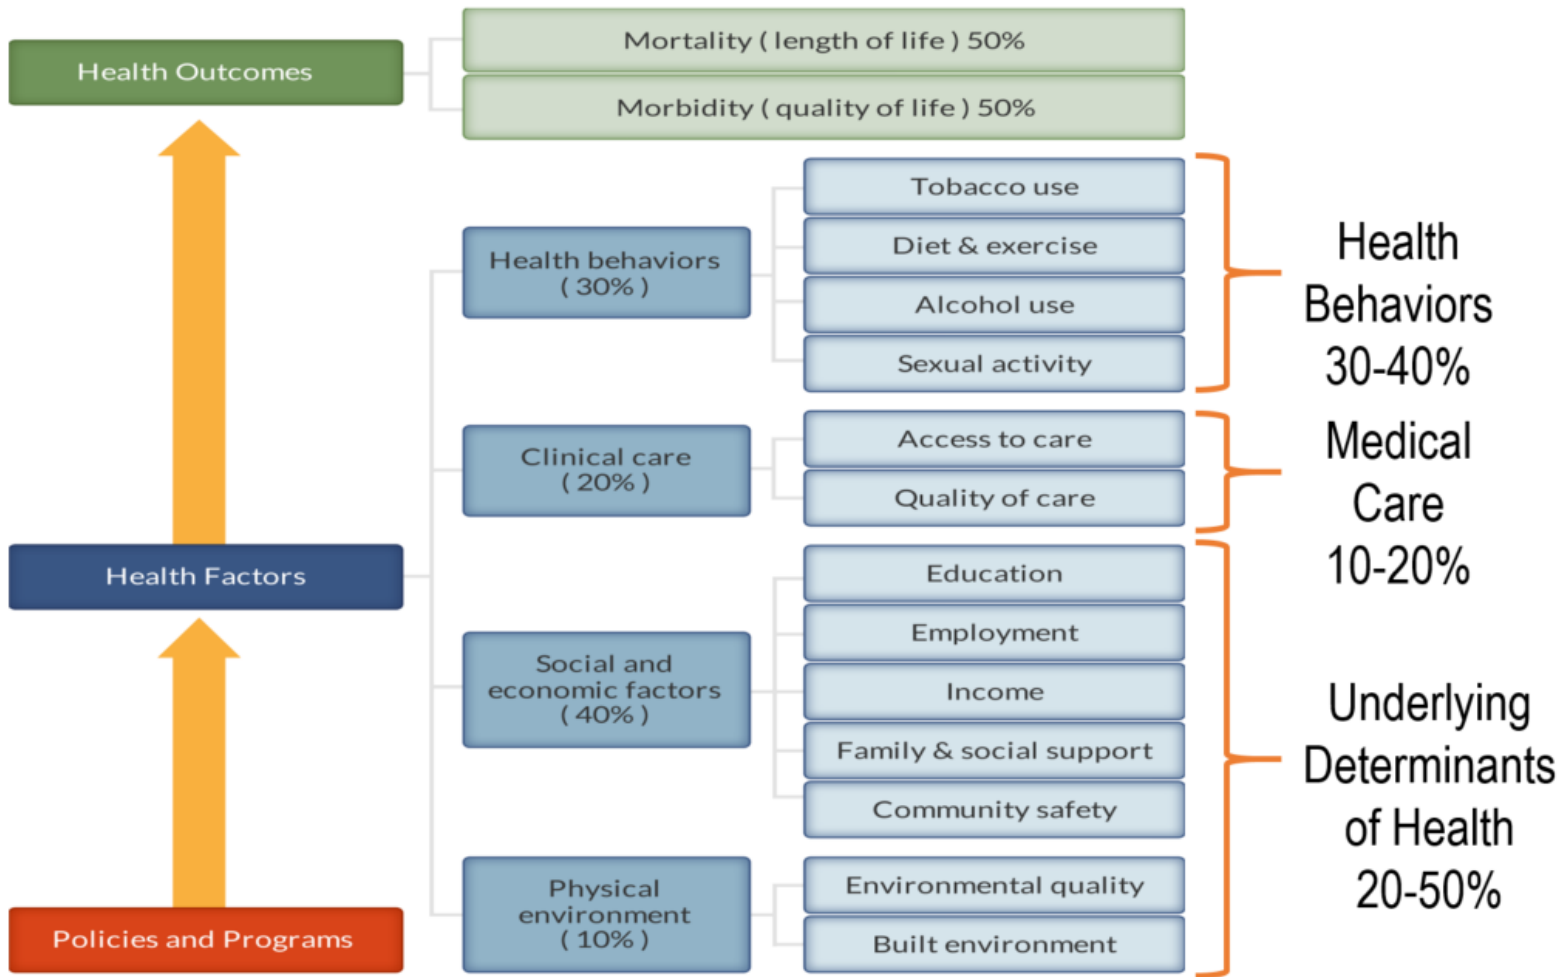 Health Outcomes
Mortality ( length of life ) 50%
Morbidity ( quality of life ) 50%
Health Factors
Policies and Programs
Health behaviors
( 30% )
Tobacco use
Diet & exercise
Alcohol use
Sexual activity
Health
Behaviors
30-40%
Clinical care
( 20% )
Access to care
Quality of care
Medical
Care
10-20%
Social and
economic factors
( 40% )
Education
Employment
Income
Family & social support
Community safety
Physical
environment
( 10% )
Environmental quality
Built environment
Underlying
Determinants
of Health
20-50%